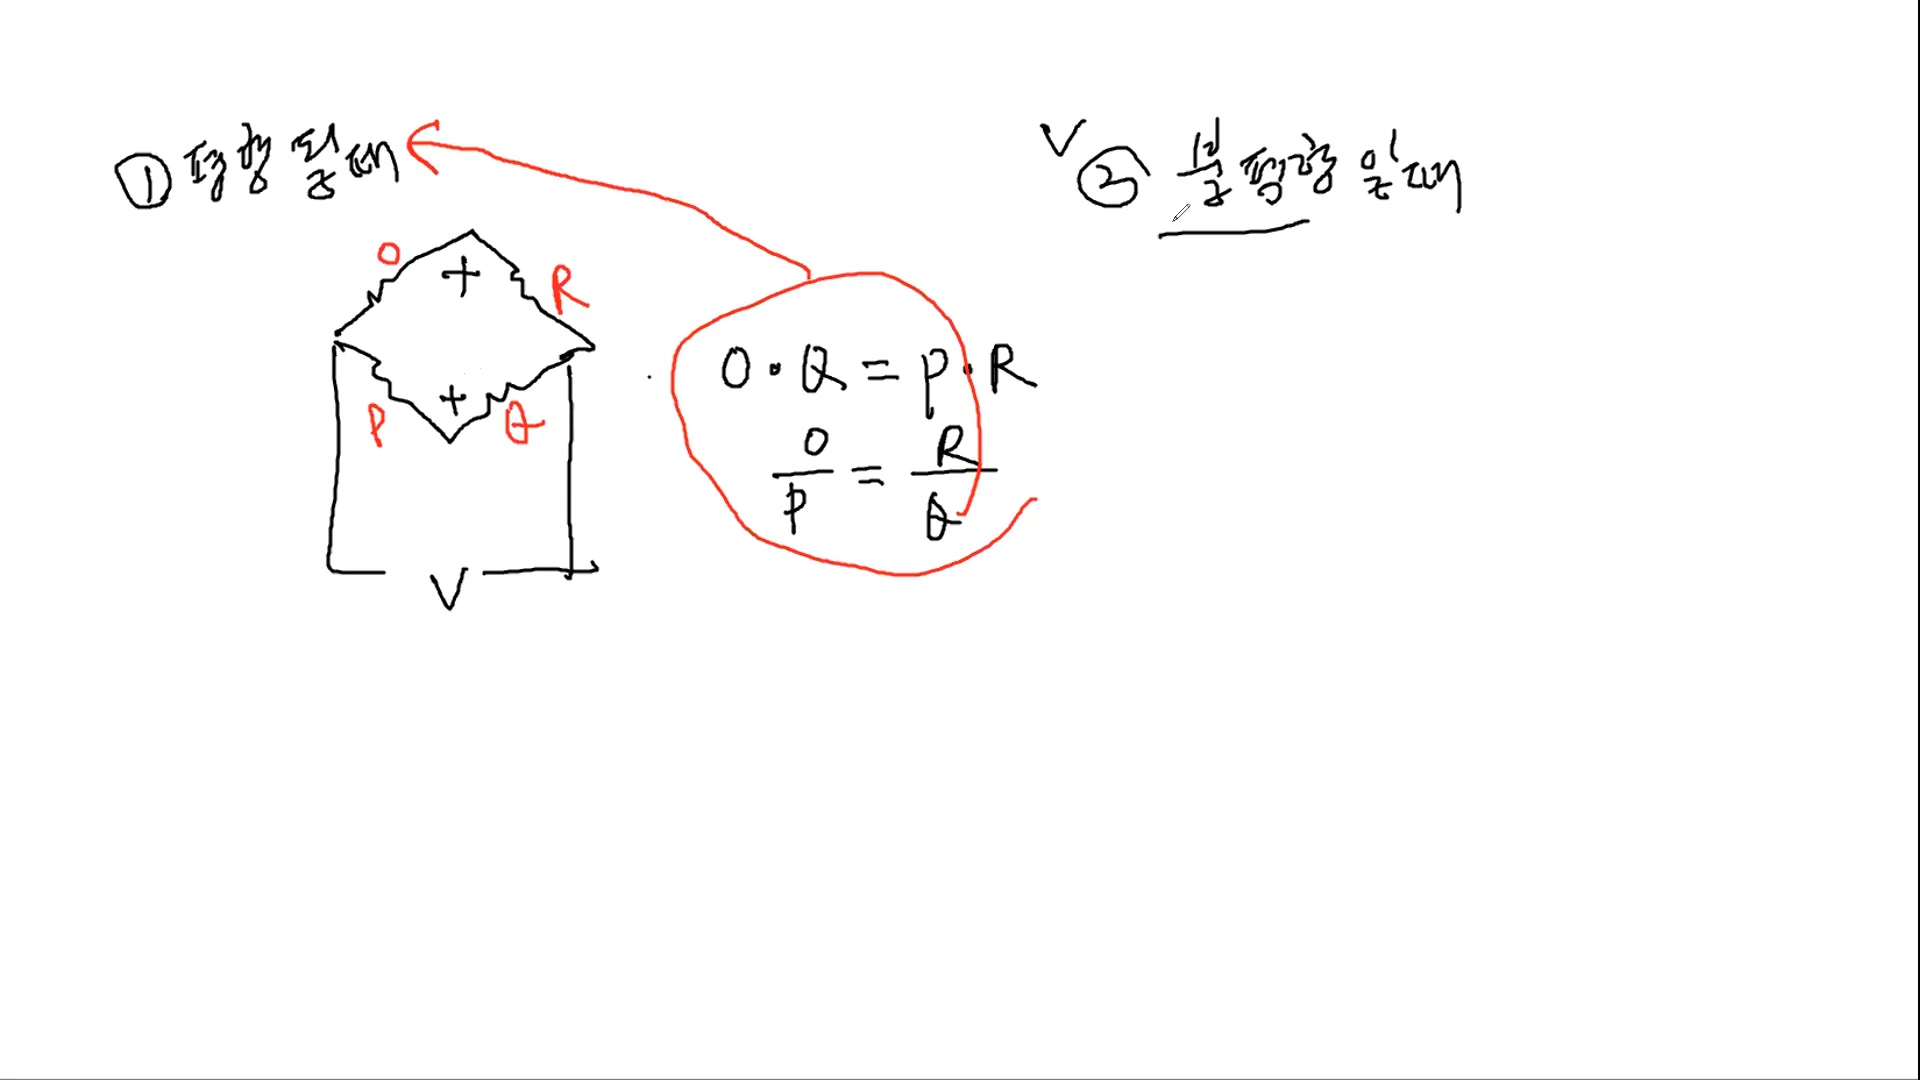 ① 평형 될때
V ② 불평형 일때
O
R
+
+
P
Q
V
O · Q = P · R
O/P = R/Q